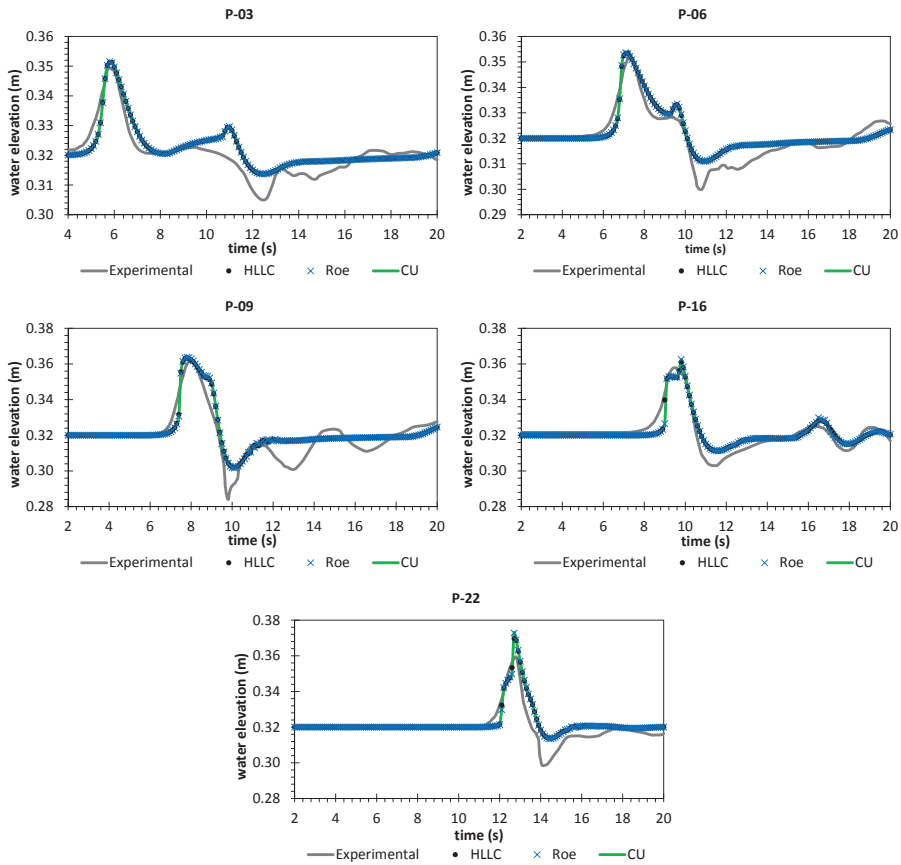 P-03
P-06
water elevation (m)
0.36
0.35
0.34
0.33
0.32
0.31
0.30
4 6 8 10 12 14 16 18 20
time (s)
Experimental HLLC Roe CU
water elevation (m)
0.36
0.35
0.34
0.33
0.32
0.31
0.30
0.29
2 4 6 8 10 12 14 16 18 20
time (s)
Experimental HLLC Roe CU
P-09
P-16
water elevation (m)
0.38
0.36
0.34
0.32
0.30
0.28
2 4 6 8 10 12 14 16 18 20
time (s)
Experimental HLLC Roe CU
water elevation (m)
0.38
0.36
0.34
0.32
0.30
0.28
2 4 6 8 10 12 14 16 18 20
time (s)
Experimental HLLC Roe CU
P-22
water elevation (m)
0.38
0.36
0.34
0.32
0.30
0.28
2 4 6 8 10 12 14 16 18 20
time (s)
Experimental HLLC Roe CU